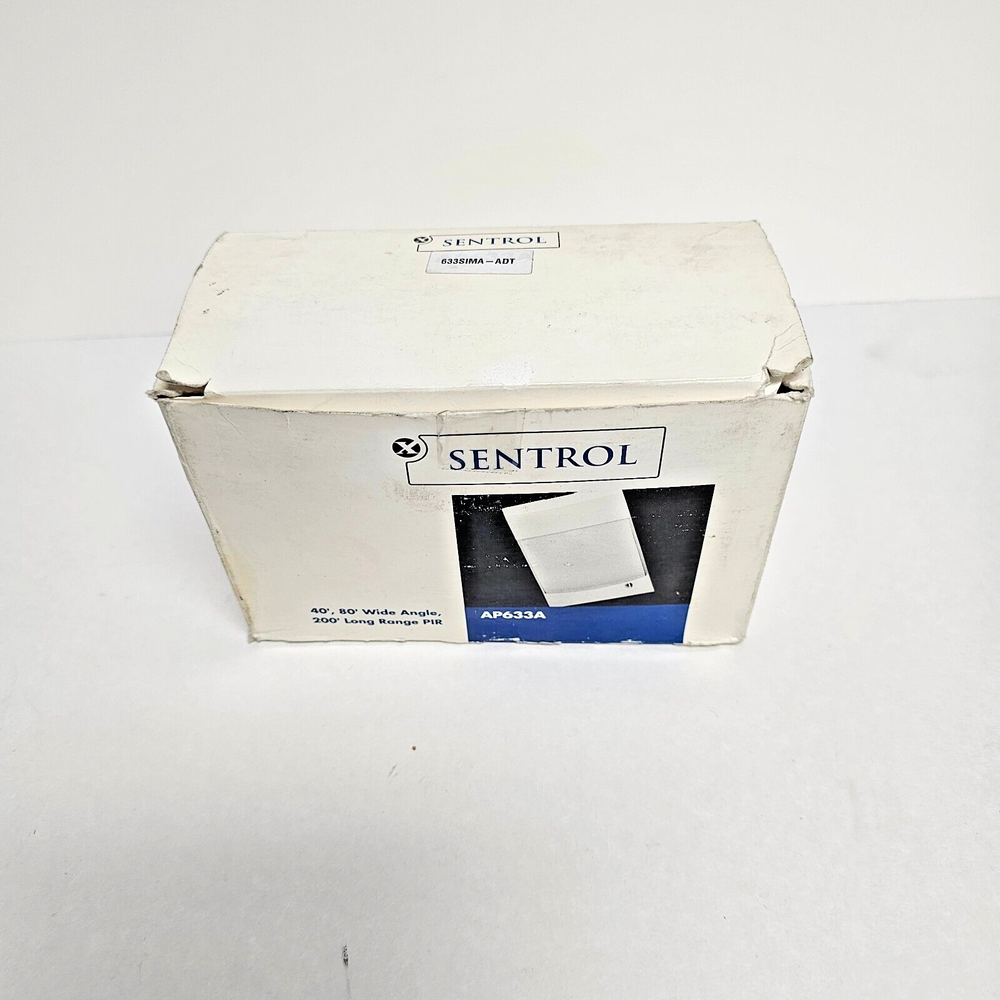 SENTROL
633SIMA-ADT
SENTROL
AP633A
40', 80' Wide Angle,
200' Long Range PIR